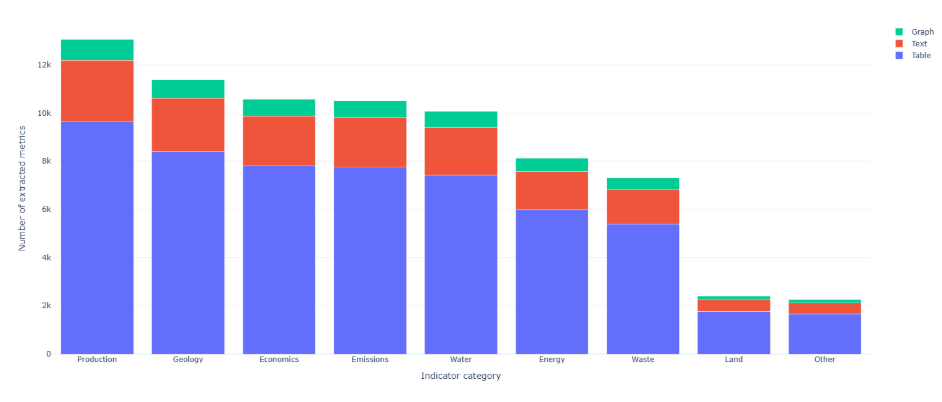 Graph
Text
Table
12k
10k
8k
6k
4k
2k
0
Number of extracted metrics
Production Geology Economics Emissions Water Energy Waste Land Other
Indicator category